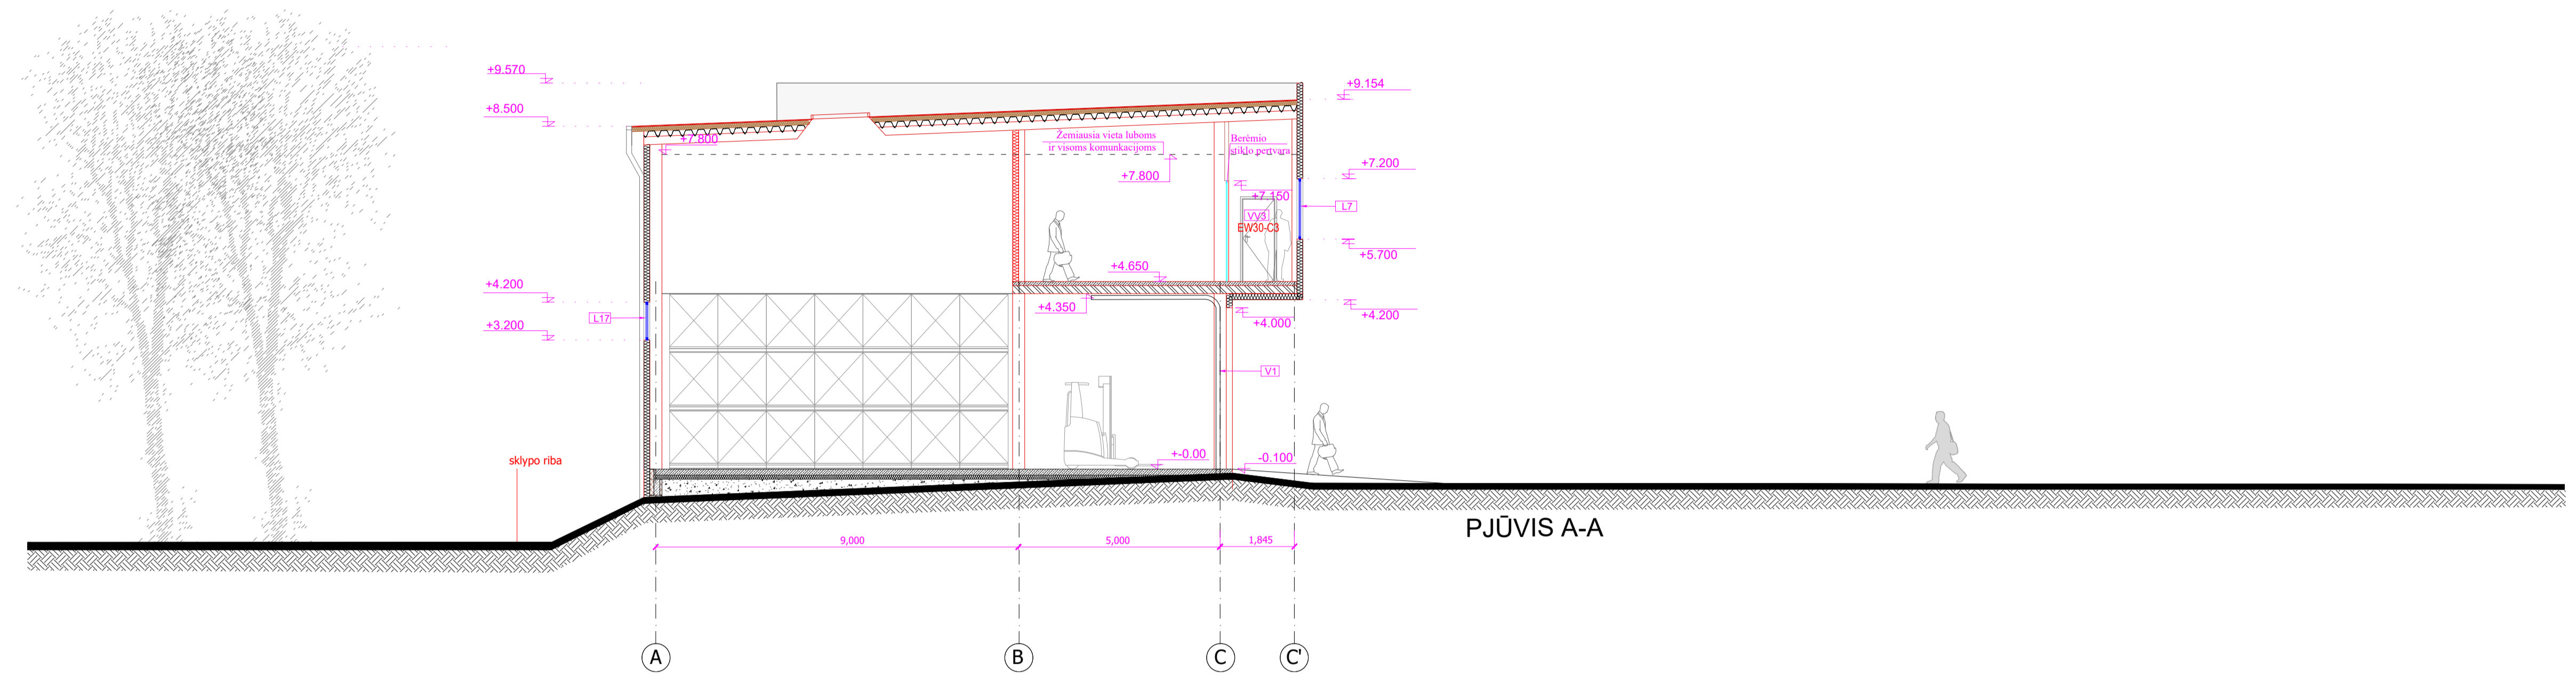 +9.570
+9.154
+8.500
+7.800
Žemiausia vieta luboms
ir visoms komunkacijoms
Berėmio
stiklo pertvara
+7.800
+7.200
+7.150
L7
VV3
EW30-C3
+5.700
+4.650
+4.200
+4.350
+4.000
+4.200
L17
+3.200
V1
sklypo riba
+-0.00
-0.100
PJŪVIS A-A
9,000
5,000
1,845
A
B
C
C'